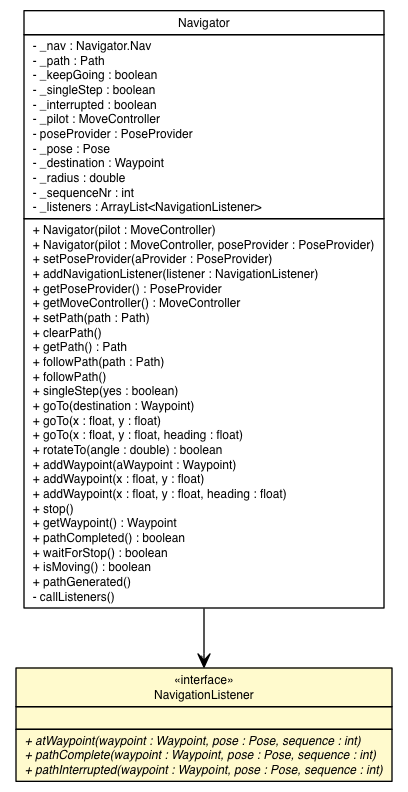 Navigator
- _nav : Navigator.Nav
- _path : Path
- _keepGoing : boolean
- _singleStep : boolean
- _interrupted : boolean
- _pilot : MoveController
- poseProvider : PoseProvider
- _pose : Pose
- _destination : Waypoint
- _radius : double
- _sequenceNr : int
- _listeners : ArrayList<NavigationListener>
+ Navigator(pilot : MoveController)
+ Navigator(pilot : MoveController, poseProvider : PoseProvider)
+ setPoseProvider(aProvider : PoseProvider)
+ addNavigationListener(listener : NavigationListener)
+ getPoseProvider() : PoseProvider
+ getMoveController() : MoveController
+ setPath(path : Path)
+ clearPath()
+ getPath() : Path
+ followPath(path : Path)
+ followPath()
+ singleStep(yes : boolean)
+ goTo(destination : Waypoint)
+ goTo(x : float, y : float)
+ goTo(x : float, y : float, heading : float)
+ rotateTo(angle : double) : boolean
+ addWaypoint(aWaypoint : Waypoint)
+ addWaypoint(x : float, y : float)
+ addWaypoint(x : float, y : float, heading : float)
+ stop()
+ getWaypoint() : Waypoint
+ pathCompleted() : boolean
+ waitForStop() : boolean
+ isMoving() : boolean
+ pathGenerated()
- callListeners()
«interface»
NavigationListener
+ atWaypoint(waypoint : Waypoint, pose : Pose, sequence : int)
+ pathComplete(waypoint : Waypoint, pose : Pose, sequence : int)
+ pathInterrupted(waypoint : Waypoint, pose : Pose, sequence : int)